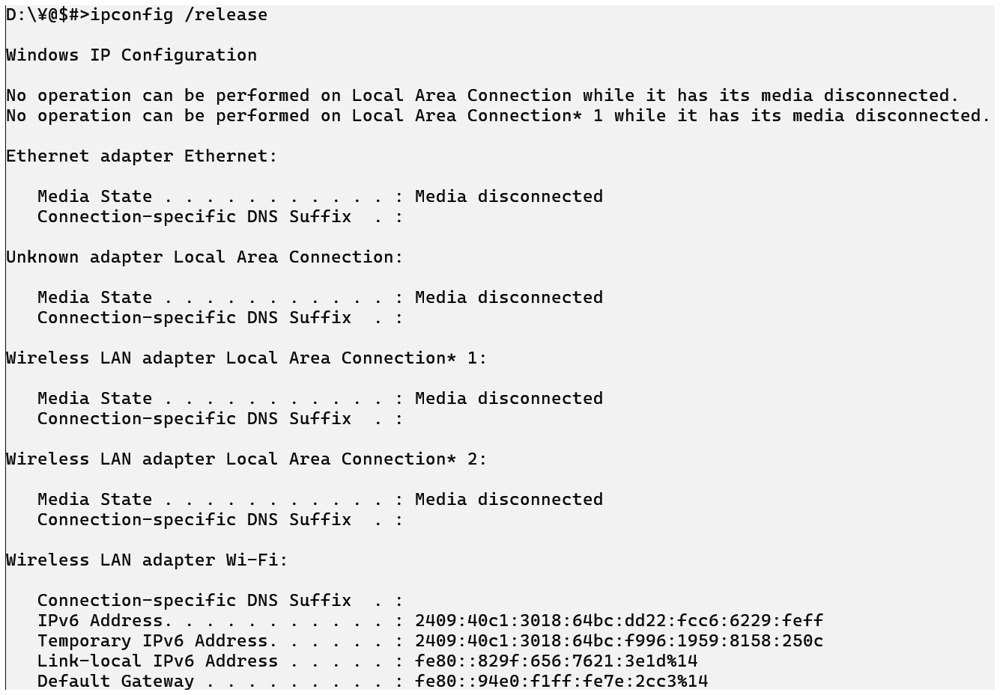 D:\¥@$#>ipconfig /release
Windows IP Configuration
No operation can be performed on Local Area Connection while it has its media disconnected.
No operation can be performed on Local Area Connection* 1 while it has its media disconnected.
Ethernet adapter Ethernet:
   Media State . . . . . . . . . . . : Media disconnected
   Connection-specific DNS Suffix  . :
Unknown adapter Local Area Connection:
   Media State . . . . . . . . . . . : Media disconnected
   Connection-specific DNS Suffix  . :
Wireless LAN adapter Local Area Connection* 1:
   Media State . . . . . . . . . . . : Media disconnected
   Connection-specific DNS Suffix  . :
Wireless LAN adapter Local Area Connection* 2:
   Media State . . . . . . . . . . . : Media disconnected
   Connection-specific DNS Suffix  . :
Wireless LAN adapter Wi-Fi:
   Connection-specific DNS Suffix  . :
   IPv6 Address. . . . . . . . . . . : 2409:40c1:3018:64bc:dd22:fcc6:6229:feff
   Temporary IPv6 Address. . . . . . : 2409:40c1:3018:64bc:f996:1959:8158:250c
   Link-local IPv6 Address . . . . . : fe80::829f:656:7621:3e1d%14
   Default Gateway . . . . . . . . . : fe80::94e0:f1ff:fe7e:2cc3%14